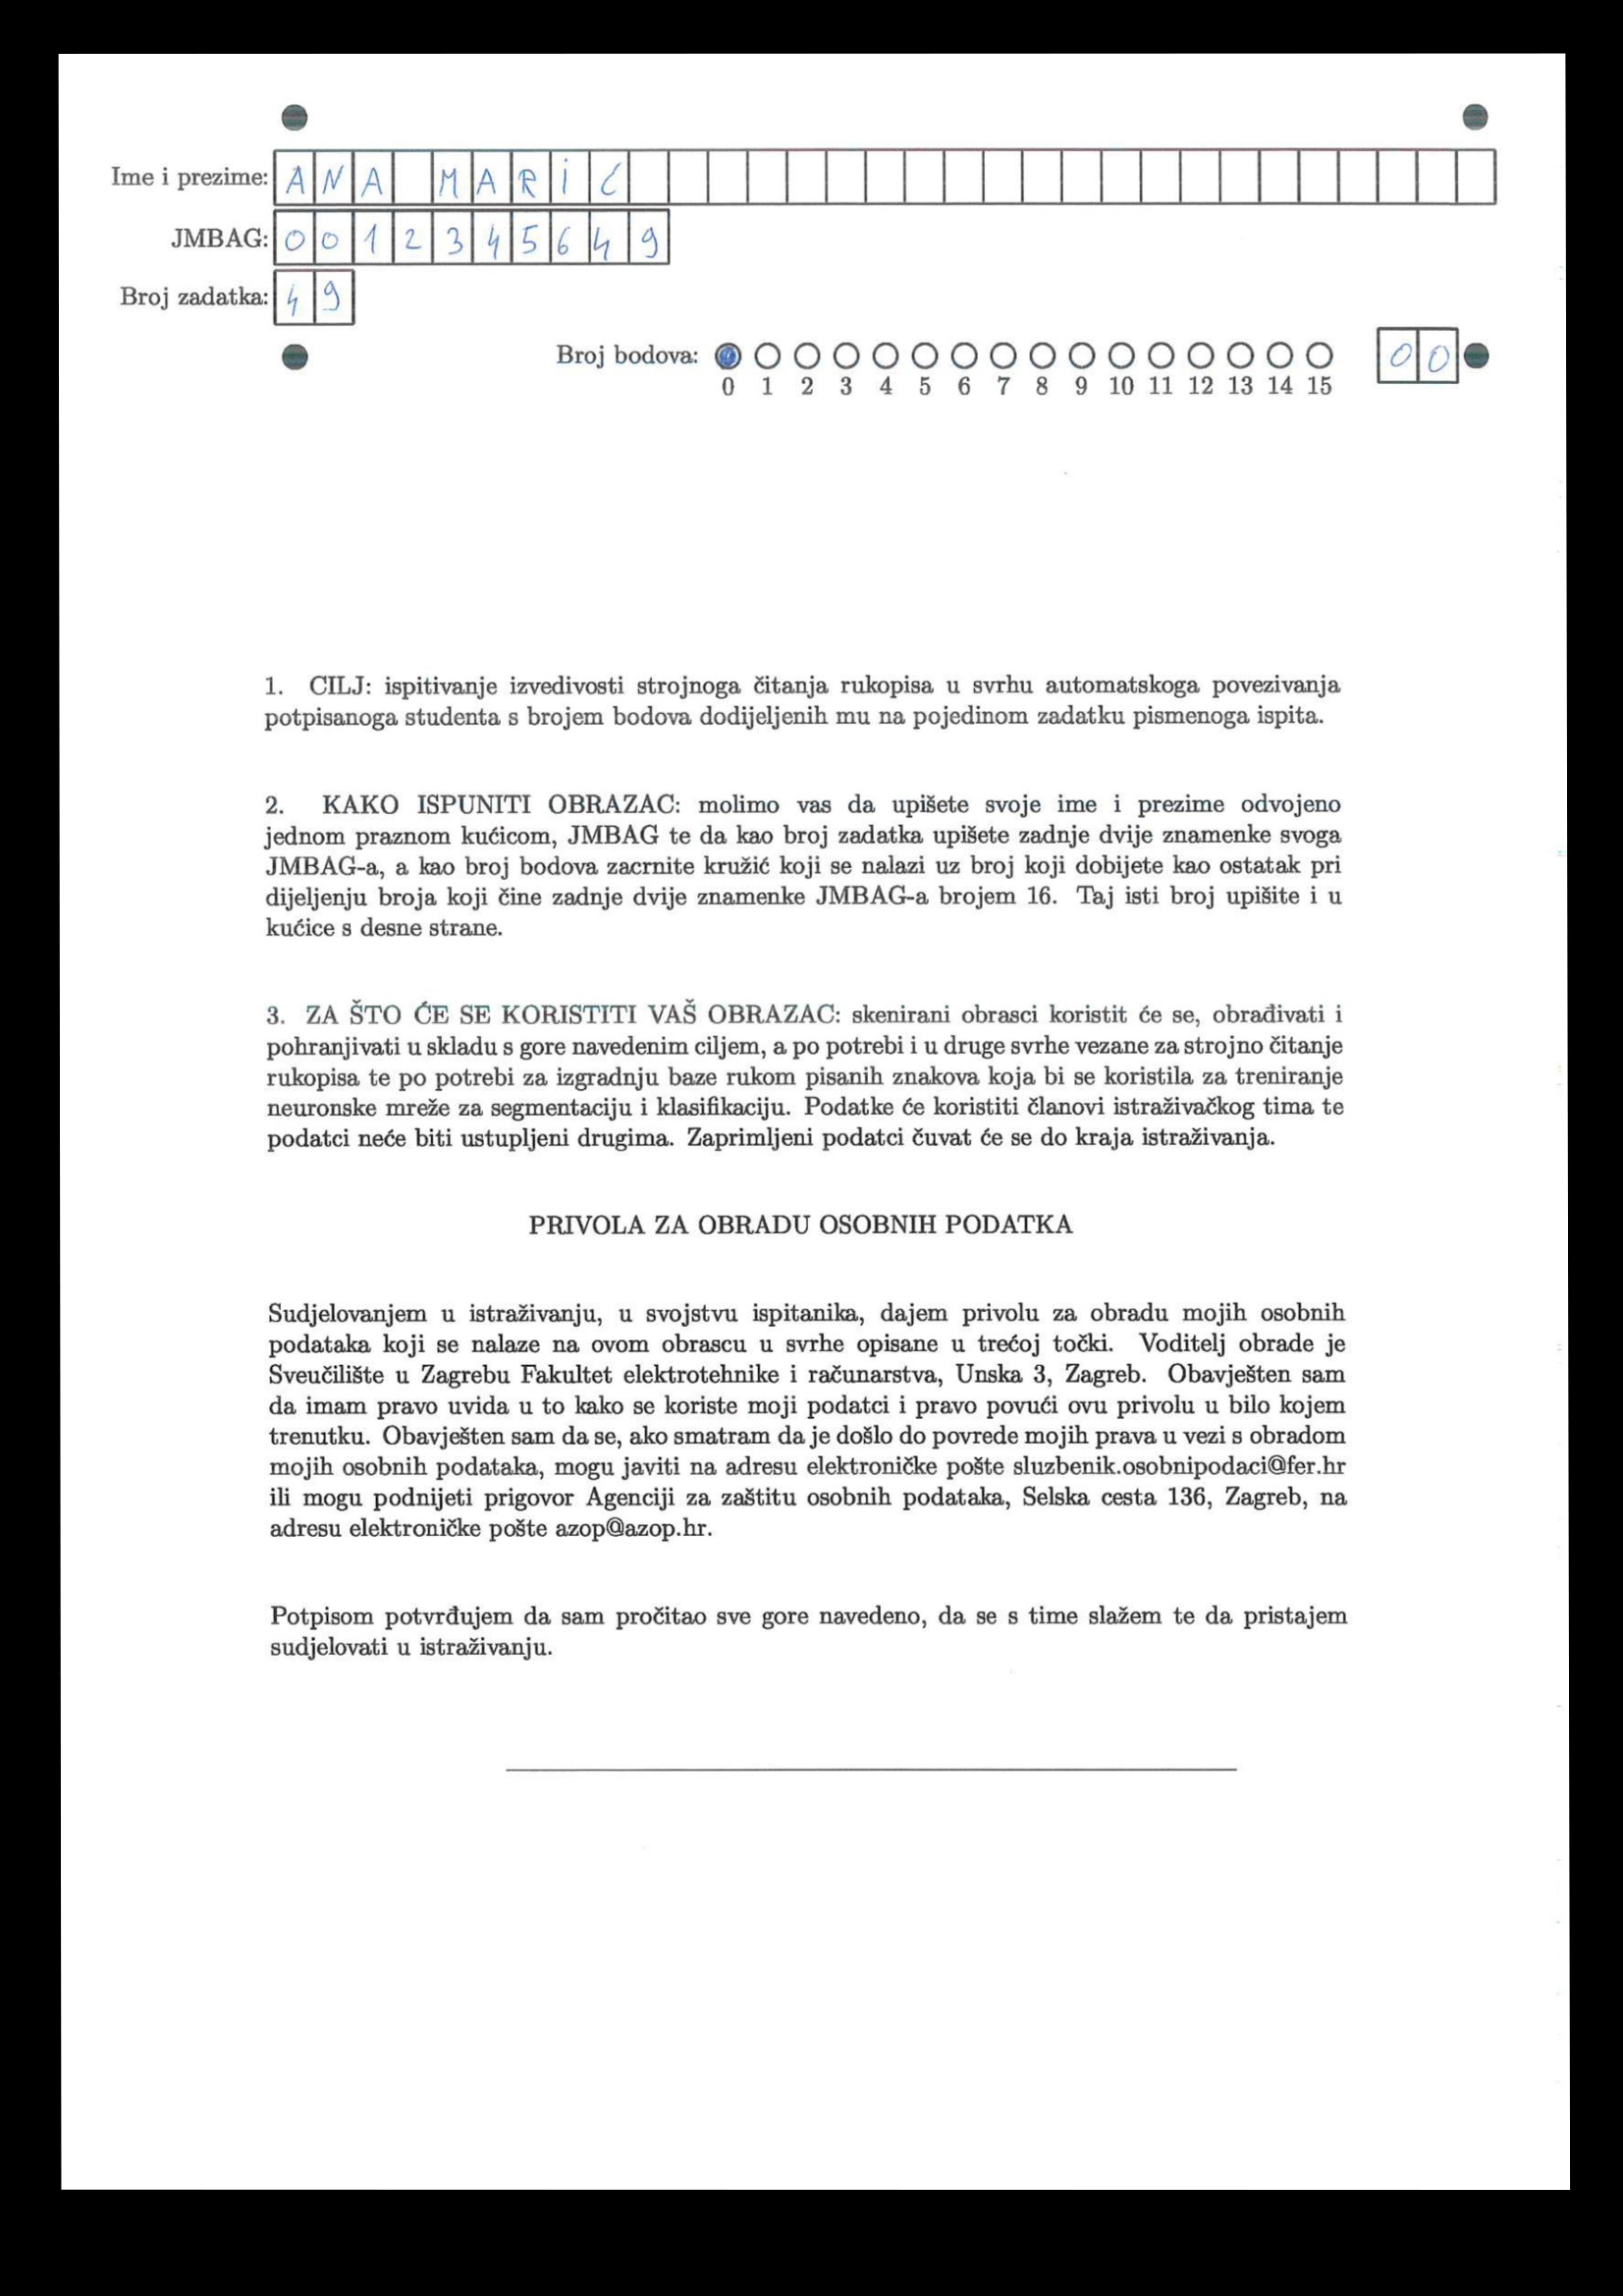 Ime i prezime: ANA MARIĆ
JMBAG: 0012345649
Broj zadatka: 49
Broj bodova: 00
0 1 2 3 4 5 6 7 8 9 10 11 12 13 14 15
1. CILJ: ispitivanje izvedivosti strojnoga čitanja rukopisa u svrhu automatskoga povezivanja
potpisanoga studenta s brojem bodova dodijeljenih mu na pojedinom zadatku pismenoga ispita.
2. KAKO ISPUNITI OBRAZAC: molimo vas da upišete svoje ime i prezime odvojeno
jednom praznom kućicom, JMBAG te da kao broj zadatka upišete zadnje dvije znamenke svoga
JMBAG-a, a kao broj bodova zacrnite kružić koji se nalazi uz broj koji dobijete kao ostatak pri
dijeljenju broja koji čine zadnje dvije znamenke JMBAG-a brojem 16. Taj isti broj upišite i u
kućice s desne strane.
3. ZA ŠTO ĆE SE KORISTITI VAŠ OBRAZAC: skenirani obrasci koristit će se, obrađivati i
pohranjivati u skladu s gore navedenim ciljem, a po potrebi i u druge svrhe vezane za strojno čitanje
rukopisa te po potrebi za izgradnju baze rukom pisanih znakova koja bi se koristila za treniranje
neuronske mreže za segmentaciju i klasifikaciju. Podatke će koristiti članovi istraživačkog tima te
podatci neće biti ustupljeni drugima. Zaprimljeni podatci čuvat će se do kraja istraživanja.
PRIVOLA ZA OBRADU OSOBNIH PODATKA
Sudjelovanjem u istraživanju, u svojstvu ispitanika, dajem privolu za obradu mojih osobnih
podataka koji se nalaze na ovom obrascu u svrhe opisane u trećoj točki. Voditelj obrade je
Sveučilište u Zagrebu Fakultet elektrotehnike i računarstva, Unska 3, Zagreb. Obavješten sam
da imam pravo uvida u to kako se koriste moji podatci i pravo povući ovu privolu u bilo kojem
trenutku. Obavješten sam da se, ako smatram da je došlo do povrede mojih prava u vezi s obradom
mojih osobnih podataka, mogu javiti na adresu elektroničke pošte sluzbenik.osobnipodaci@fer.hr
ili mogu podnijeti prigovor Agenciji za zaštitu osobnih podataka, Selska cesta 136, Zagreb, na
adresu elektroničke pošte azop@azop.hr.
Potpisom potvrđujem da sam pročitao sve gore navedeno, da se s time slažem te da pristajem
sudjelovati u istraživanju.